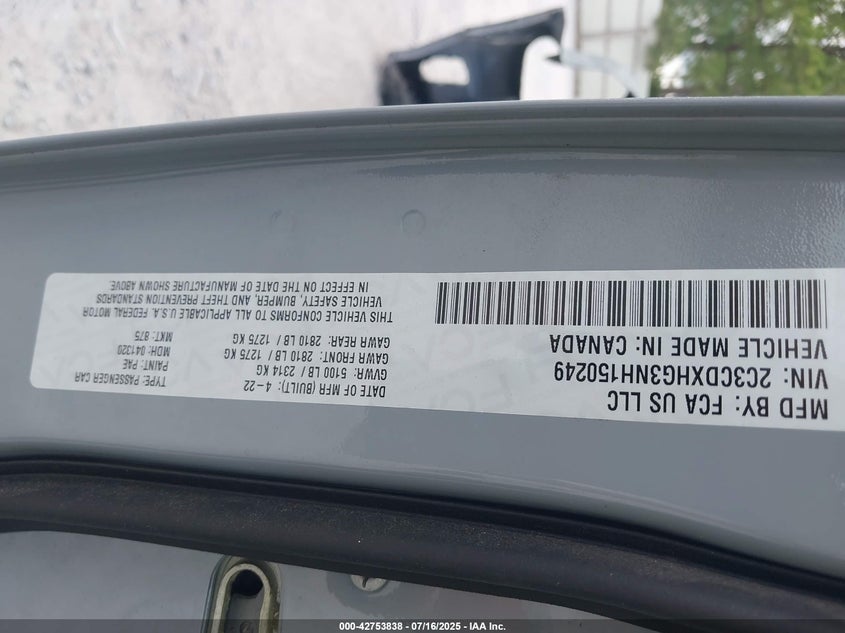 MFD BY: FCA US LLC
VIN: 2C3CDXHG3NH150249
VEHICLE MADE IN: CANADA
DATE OF MFR (BUILT): 4-22
GVWR: 5100 LB / 2314 KG
GAWR FRONT: 2810 LB / 1275 KG
GAWR REAR: 2810 LB / 1275 KG
TYPE: PASSENGER CAR
PAINT: PAE
MDH: 041320
MKT: 875
THIS VEHICLE CONFORMS TO ALL APPLICABLE U.S.A. FEDERAL MOTOR
VEHICLE SAFETY, BUMPER, AND THEFT PREVENTION STANDARDS
IN EFFECT ON THE DATE OF MANUFACTURE SHOWN ABOVE.
000-42753838 - 07/16/2025 - IAA Inc.